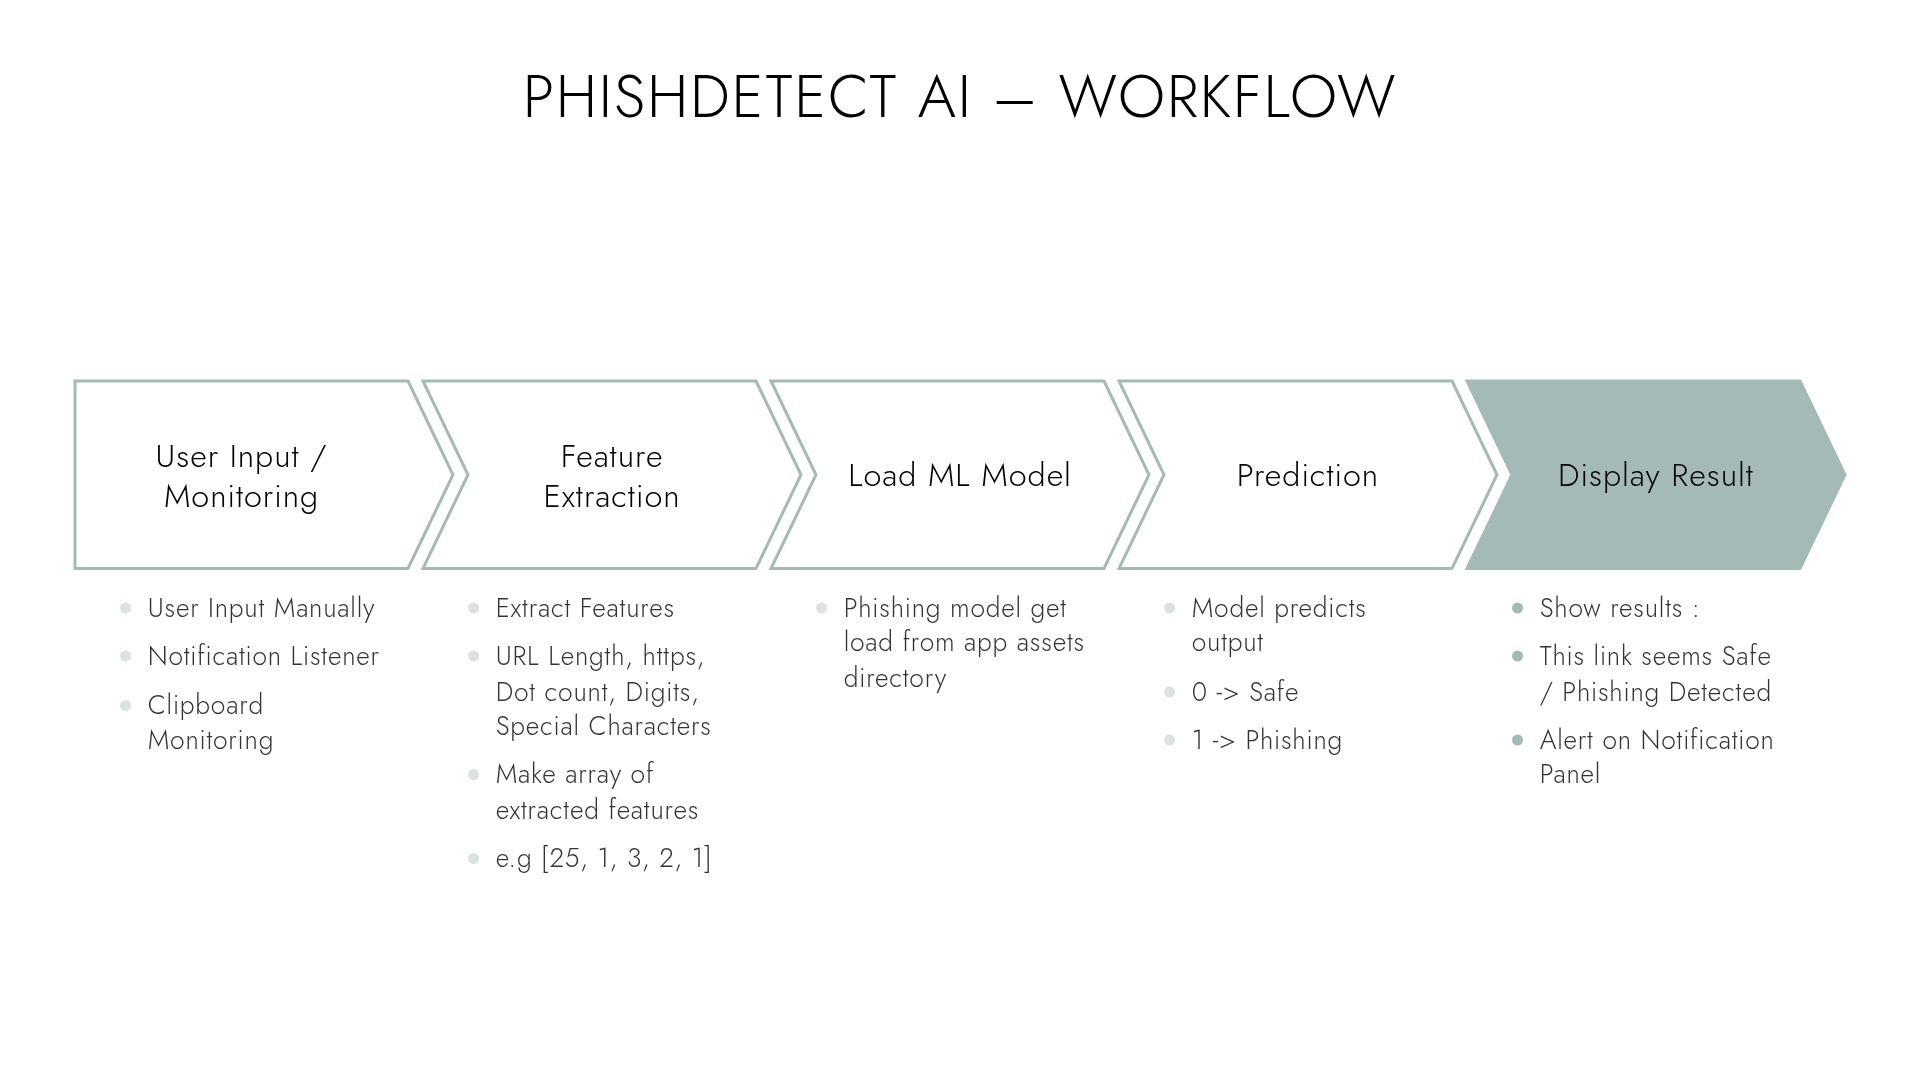 PHISHDETECT AI – WORKFLOW
User Input /
Monitoring
User Input Manually
Notification Listener
Clipboard
Monitoring
Feature
Extraction
Extract Features
URL Length, https,
Dot count, Digits,
Special Characters
Make array of
extracted features
e.g [25, 1, 3, 2, 1]
Load ML Model
Phishing model get
load from app assets
directory
Prediction
Model predicts
output
0 -> Safe
1 -> Phishing
Display Result
Show results :
This link seems Safe
/ Phishing Detected
Alert on Notification
Panel